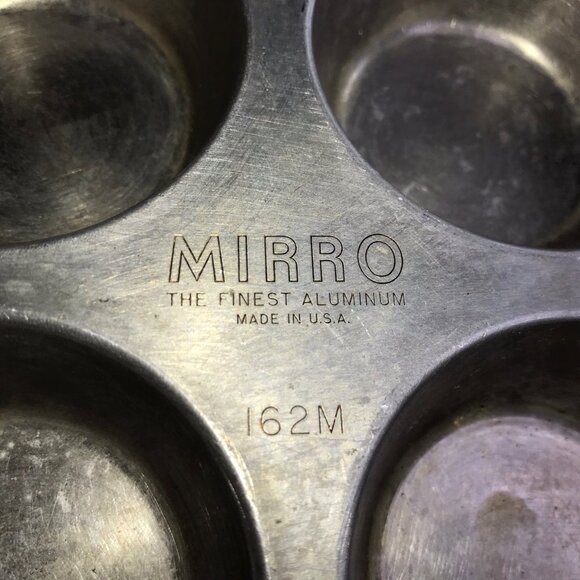 MIRRO
THE FINEST ALUMINUM
MADE IN U.S.A.
162M